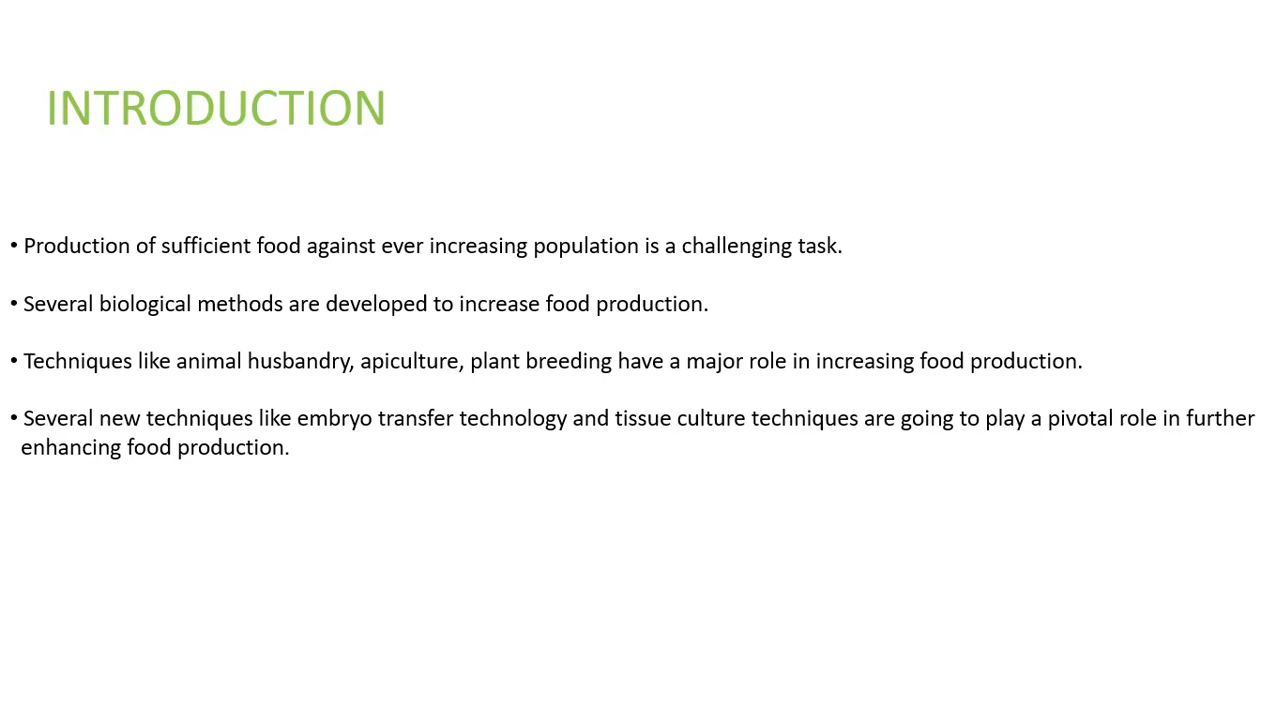 INTRODUCTION
• Production of sufficient food against ever increasing population is a challenging task.
• Several biological methods are developed to increase food production.
• Techniques like animal husbandry, apiculture, plant breeding have a major role in increasing food production.
• Several new techniques like embryo transfer technology and tissue culture techniques are going to play a pivotal role in further
enhancing food production.